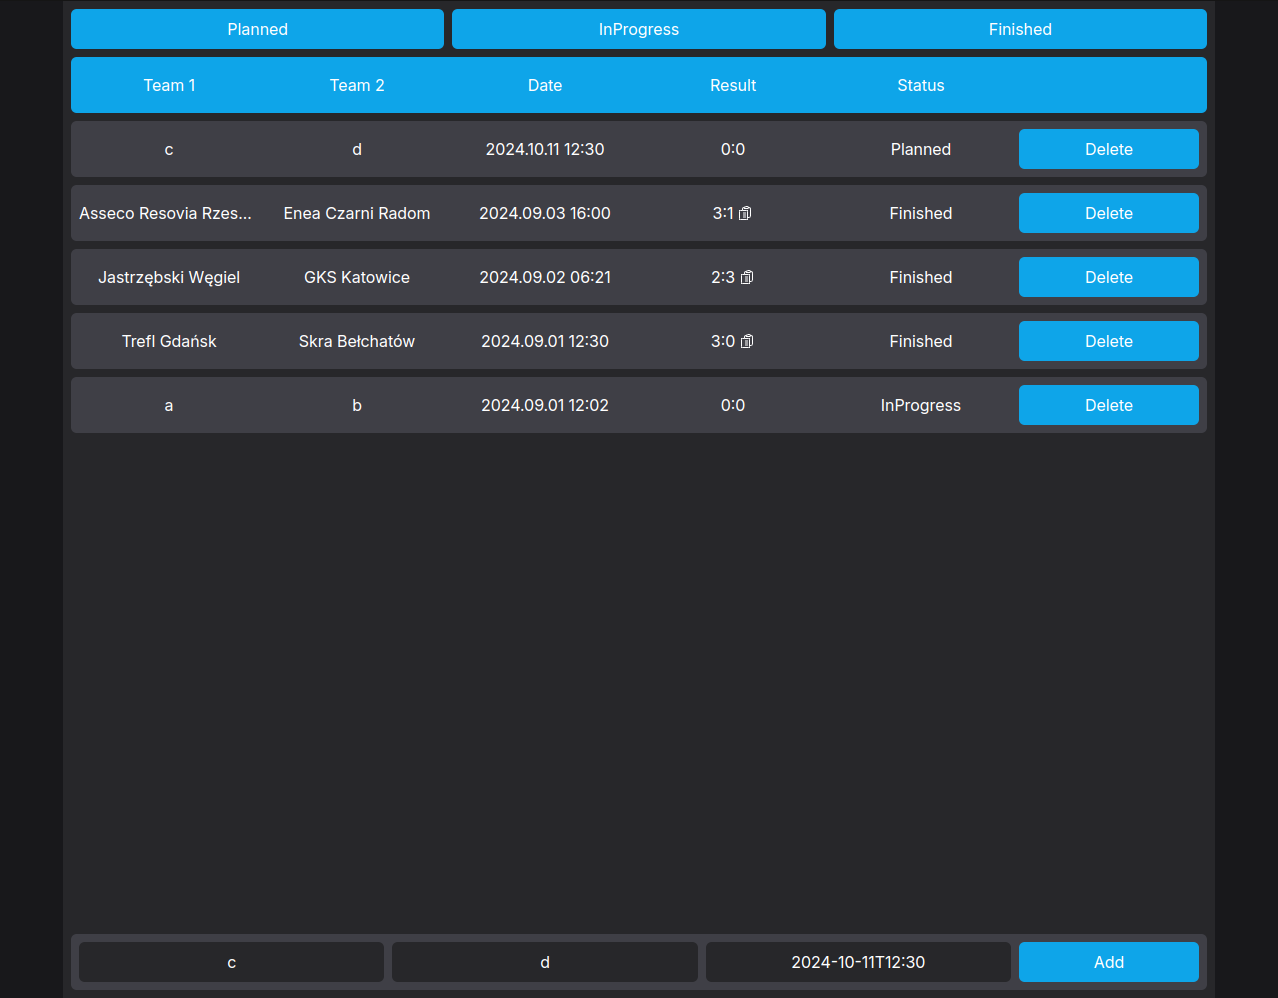 Planned InProgress Finished
Team 1 Team 2 Date Result Status
c d 2024.10.11 12:30 0:0 Planned Delete
Asseco Resovia Rzes... Enea Czarni Radom 2024.09.03 16:00 3:1 Finished Delete
Jastrzębski Węgiel GKS Katowice 2024.09.02 06:21 2:3 Finished Delete
Trefl Gdańsk Skra Bełchatów 2024.09.01 12:30 3:0 Finished Delete
a b 2024.09.01 12:02 0:0 InProgress Delete
c d 2024-10-11T12:30 Add